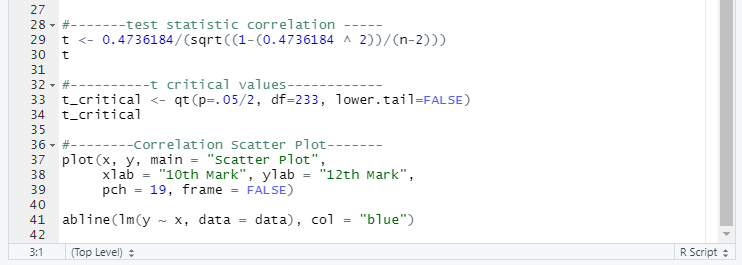 27
28 #-------test statistic correlation -----
29 t <- 0.4736184/(sqrt((1-(0.4736184 ^ 2))/(n-2)))
30 t
31
32 #----------t critical values------------
33 t_critical <- qt(p=.05/2, df=233, lower.tail=FALSE)
34 t_critical
35
36 #--------Correlation Scatter Plot-------
37 plot(x, y, main = "Scatter Plot",
38 xlab = "10th Mark", ylab = "12th Mark",
39 pch = 19, frame = FALSE)
40
41 abline(lm(y ~ x, data = data), col = "blue")
42
3:1 (Top Level) R Script